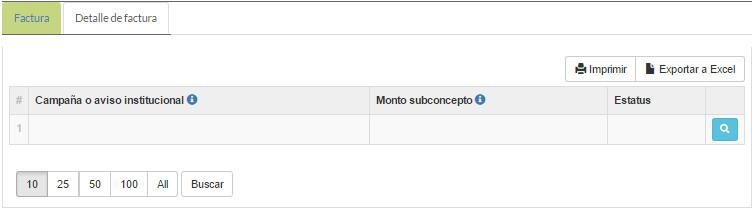 Factura Detalle de factura
Imprimir Exportar a Excel
# Campaña o aviso institucional Monto subconcepto Estatus
1
10 25 50 100 All Buscar